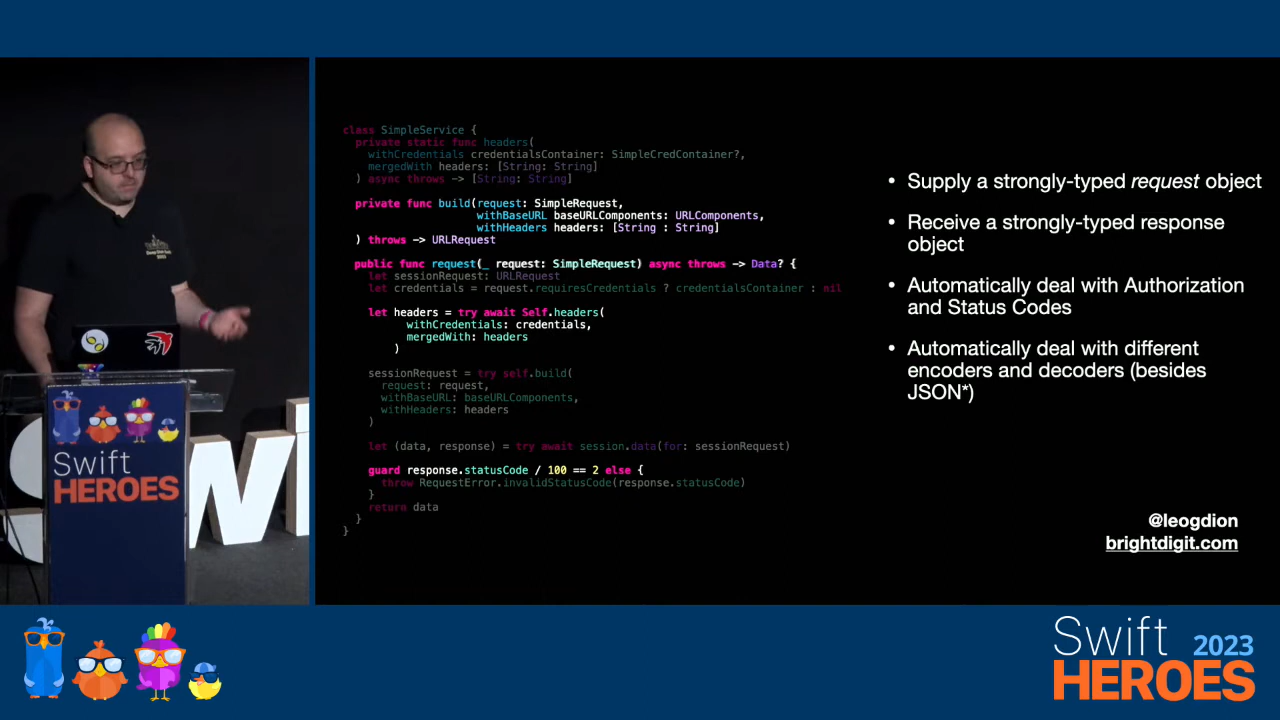 class SimpleService {
private static func headers(
withCredentials credentialsContainer: SimpleCredContainer?,
mergedWith headers: [String: String]
) async throws -> [String: String]
private func build(request: SimpleRequest,
withBaseURL baseURLComponents: URLComponents,
withHeaders headers: [String : String]
) throws -> URLRequest
public func request(_ request: SimpleRequest) async throws -> Data? {
let sessionRequest: URLRequest
let credentials = request.requiresCredentials ? credentialsContainer : nil
let headers = try await Self.headers(
withCredentials: credentials,
mergedWith: headers
)
sessionRequest = try self.build(
request: request,
withBaseURL: baseURLComponents,
withHeaders: headers
)
let (data, response) = try await session.data(for: sessionRequest)
guard response.statusCode / 100 == 2 else {
throw RequestError.invalidStatusCode(response.statusCode)
}
return data
}
}
• Supply a strongly-typed request object
• Receive a strongly-typed response
object
• Automatically deal with Authorization
and Status Codes
• Automatically deal with different
encoders and decoders (besides
JSON*)
@leogdion
brightdigit.com
Swift
HEROES
Swi
Swift 2023
HEROES